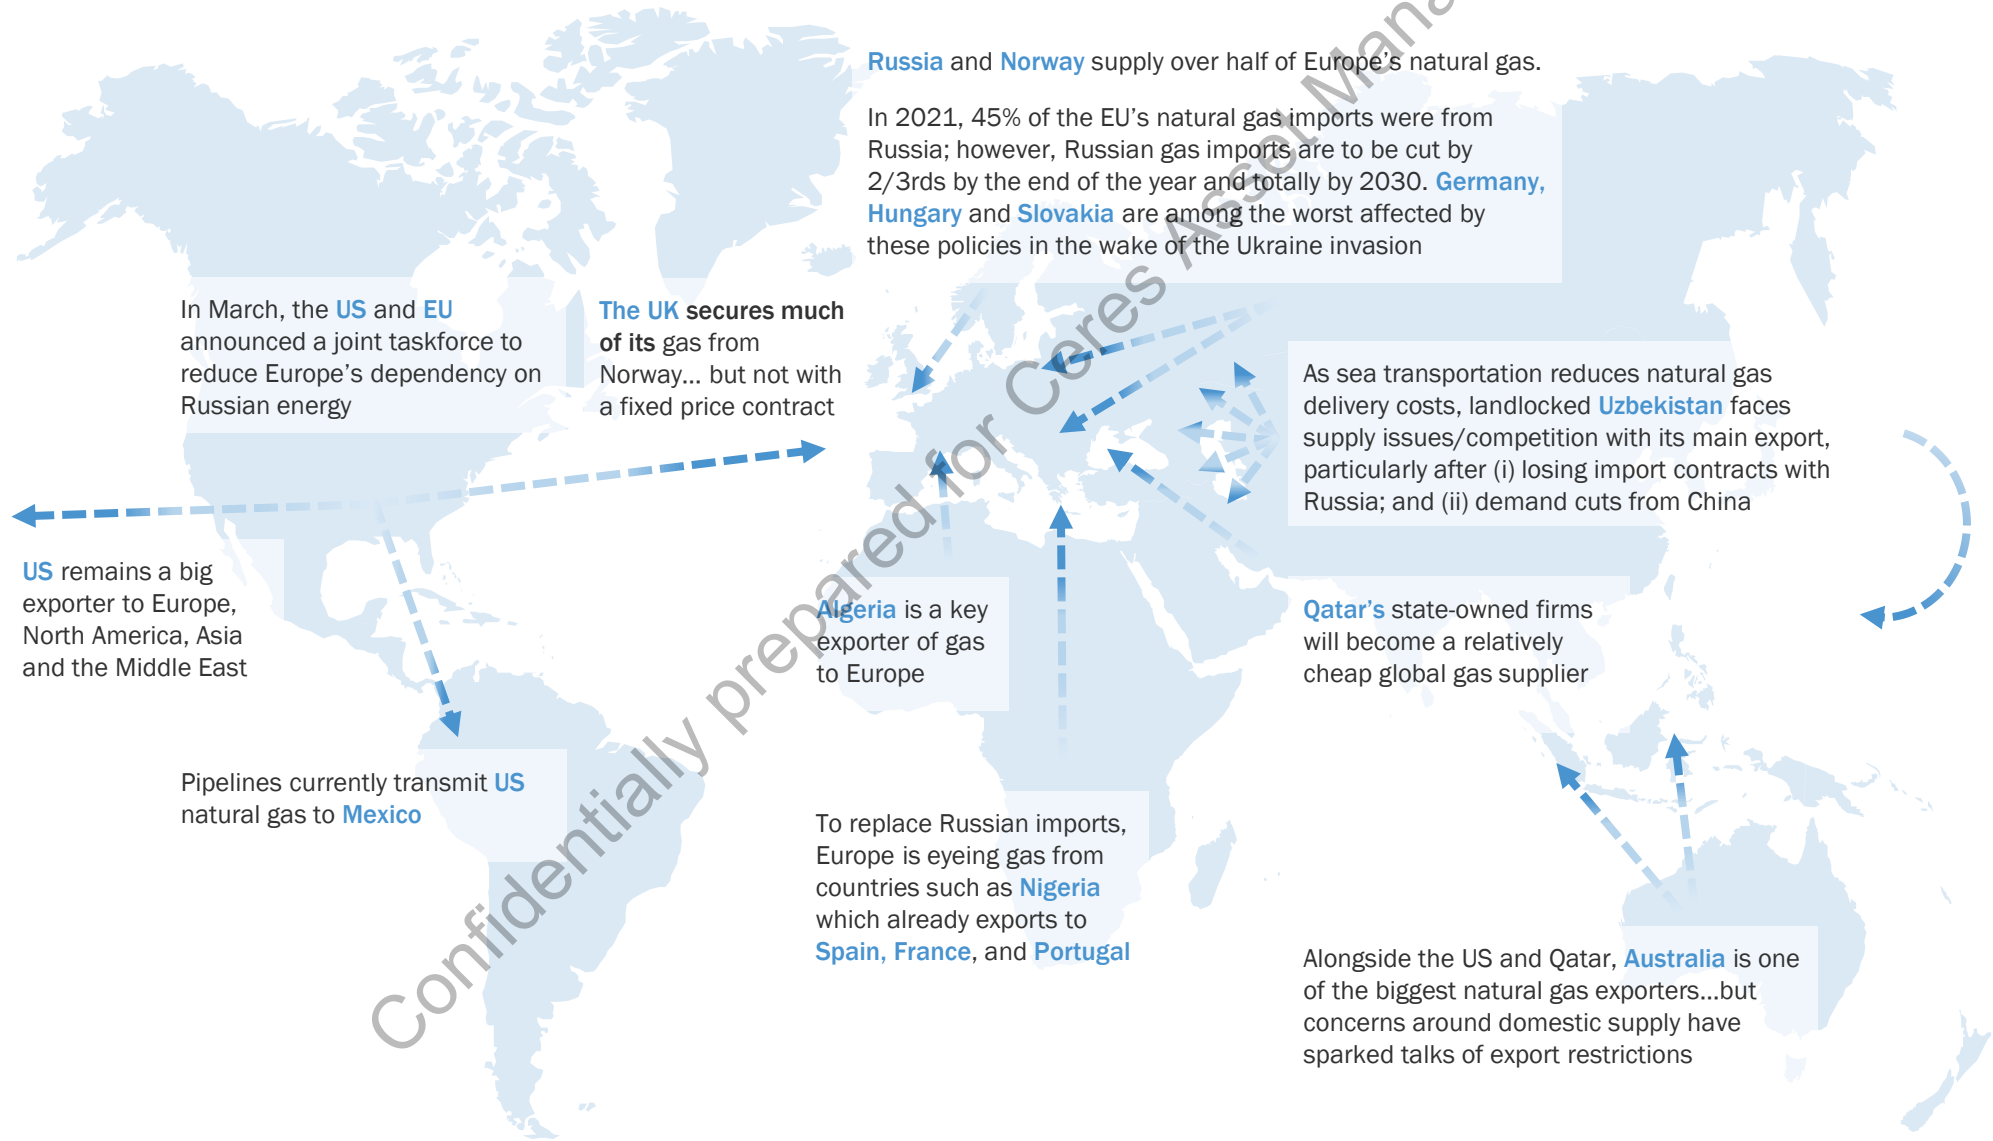 Russia and Norway supply over half of Europe's natural gas.
In 2021, 45% of the EU's natural gas imports were from
Russia; however, Russian gas imports are to be cut by
2/3rds by the end of the year and totally by 2030. Germany,
Hungary and Slovakia are among the worst affected by
these policies in the wake of the Ukraine invasion
In March, the US and EU
announced a joint taskforce to
reduce Europe's dependency on
Russian energy
The UK secures much
of its gas from
Norway... but not with
a fixed price contract
As sea transportation reduces natural gas
delivery costs, landlocked Uzbekistan faces
supply issues/competition with its main export,
particularly after (i) losing import contracts with
Russia; and (ii) demand cuts from China
US remains a big
exporter to Europe,
North America, Asia
and the Middle East
Algeria is a key
exporter of gas
to Europe
Qatar's state-owned firms
will become a relatively
cheap global gas supplier
Pipelines currently transmit US
natural gas to Mexico
To replace Russian imports,
Europe is eyeing gas from
countries such as Nigeria
which already exports to
Spain, France, and Portugal
Alongside the US and Qatar, Australia is one
of the biggest natural gas exporters...but
concerns around domestic supply have
sparked talks of export restrictions
Confidentially prepared for Ceres Asset Mana